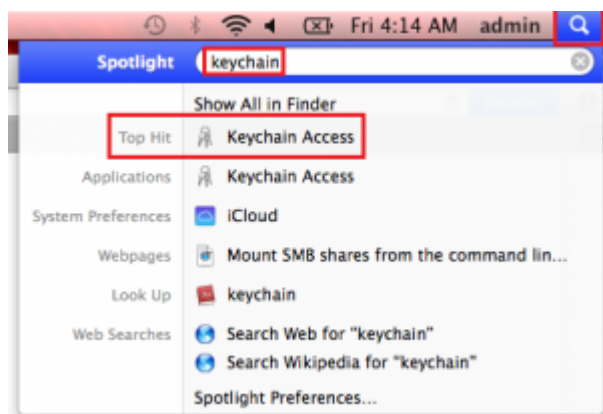 Fri 4:14 AM admin
Spotlight keychain
Show All in Finder
Top Hit Keychain Access
Applications Keychain Access
System Preferences iCloud
Webpages Mount SMB shares from the command lin...
Look Up keychain
Web Searches Search Web for "keychain"
Search Wikipedia for "keychain"
Spotlight Preferences...